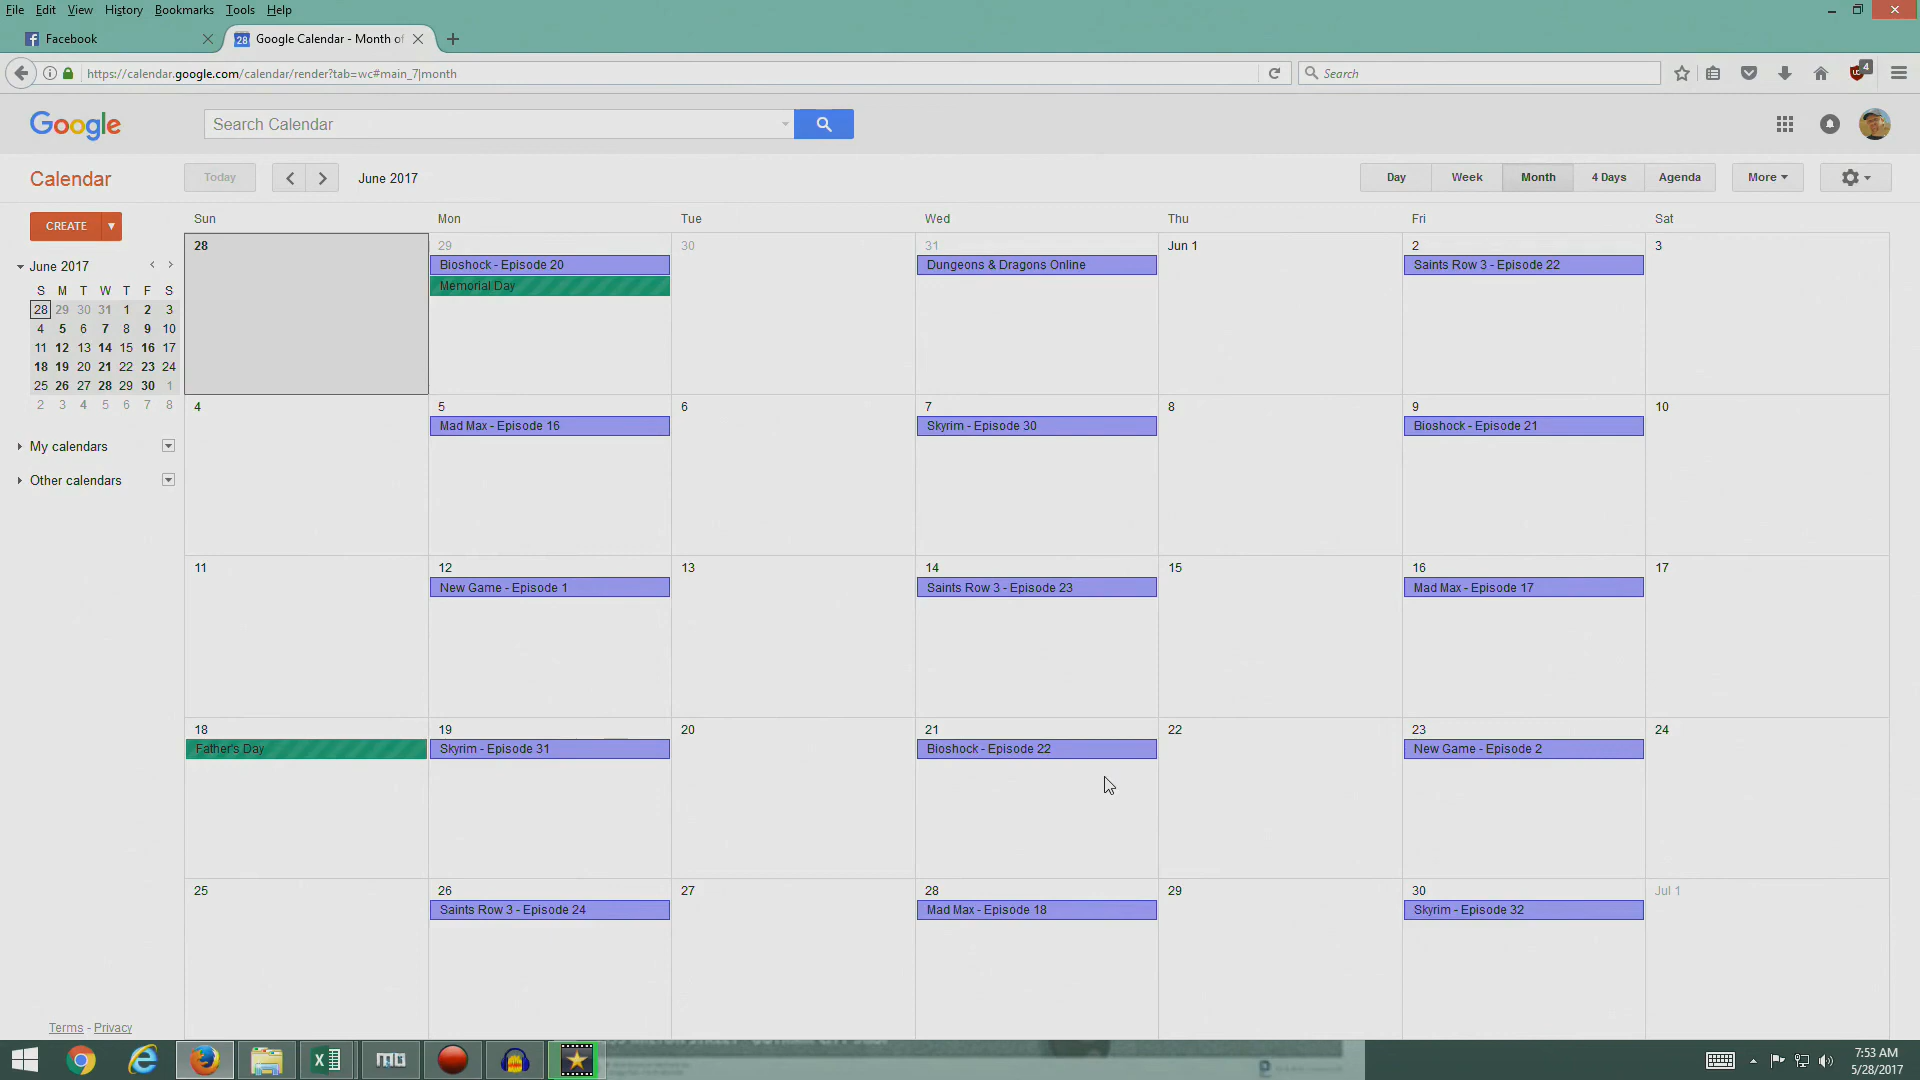 File Edit View History Bookmarks Tools Help
Facebook
28 Google Calendar - Month of
https://calendar.google.com/calendar/render?tab=wc#main_7|month
Search
4
Google
Search Calendar
Calendar
Today
June 2017
Day Week Month 4 Days Agenda More
CREATE
June 2017
S M T W T F S
28 29 30 31 1 2 3
4 5 6 7 8 9 10
11 12 13 14 15 16 17
18 19 20 21 22 23 24
25 26 27 28 29 30 1
2 3 4 5 6 7 8
My calendars
Other calendars
Terms - Privacy
Sun Mon Tue Wed Thu Fri Sat
28 29 30 31 Jun 1 2 3
Bioshock - Episode 20 Dungeons & Dragons Online Saints Row 3 - Episode 22
Memorial Day
4 5 6 7 8 9 10
Mad Max - Episode 16 Skyrim - Episode 30 Bioshock - Episode 21
11 12 13 14 15 16 17
New Game - Episode 1 Saints Row 3 - Episode 23 Mad Max - Episode 17
18 19 20 21 22 23 24
Father's Day Skyrim - Episode 31 Bioshock - Episode 22 New Game - Episode 2
25 26 27 28 29 30 Jul 1
Saints Row 3 - Episode 24 Mad Max - Episode 18 Skyrim - Episode 32
7:53 AM
5/28/2017